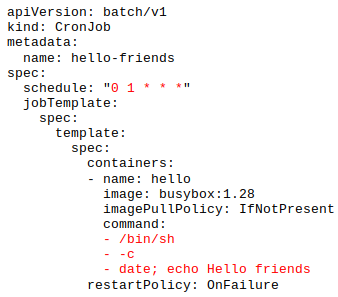 apiVersion: batch/v1
kind: CronJob
metadata:
  name: hello-friends
spec:
  schedule: "0 1 * * *"
  jobTemplate:
    spec:
      template:
        spec:
          containers:
          - name: hello
            image: busybox:1.28
            imagePullPolicy: IfNotPresent
            command:
            - /bin/sh
            - -c
            - date; echo Hello friends
          restartPolicy: OnFailure